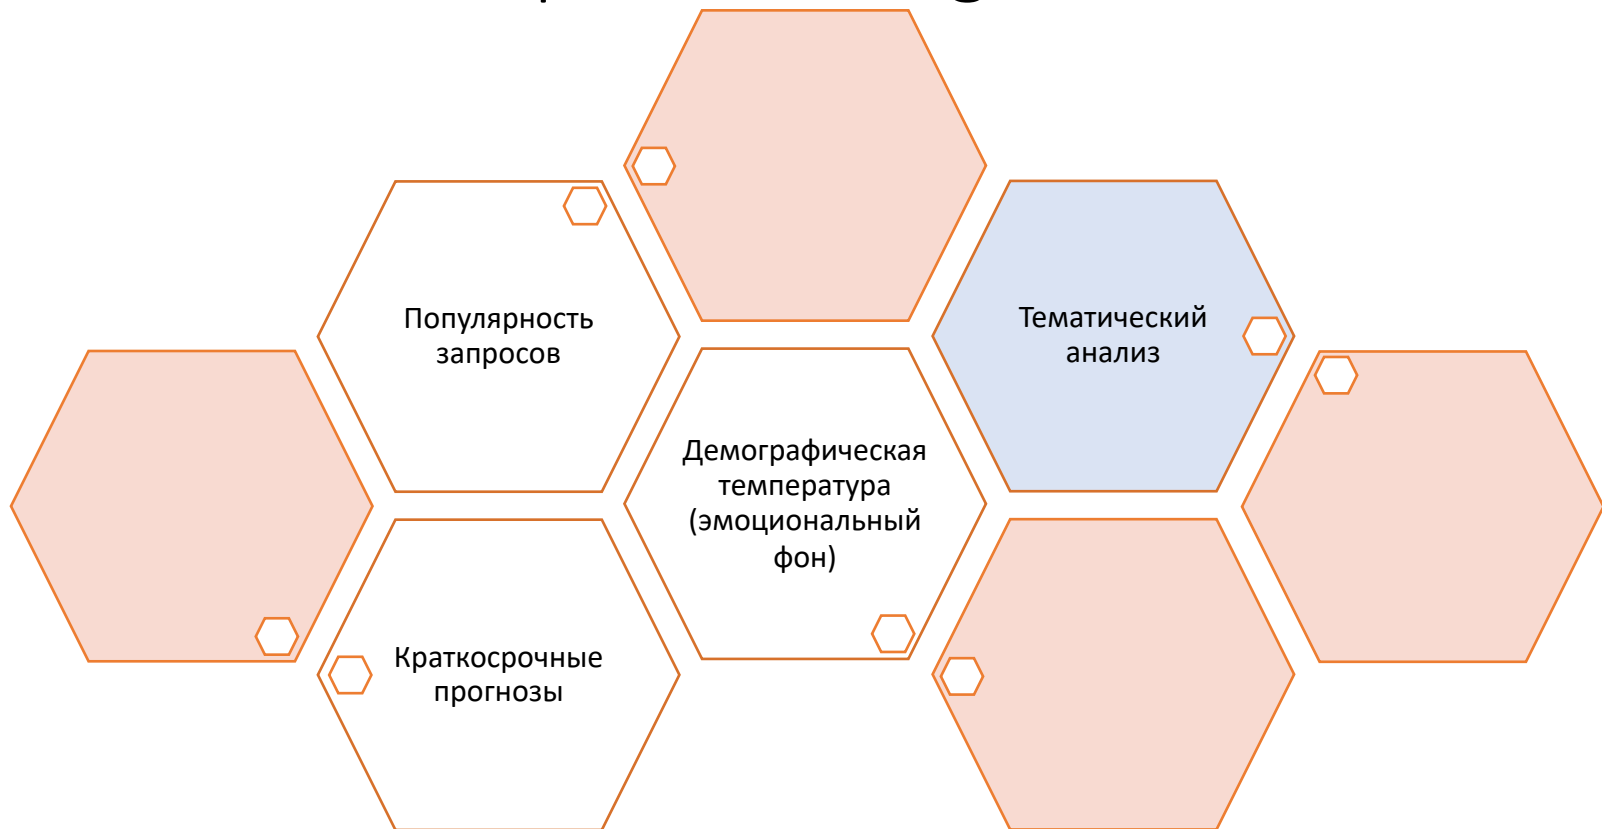 Популярность
запросов
Тематический
анализ
Демографическая
температура
(эмоциональный
фон)
Краткосрочные
прогнозы